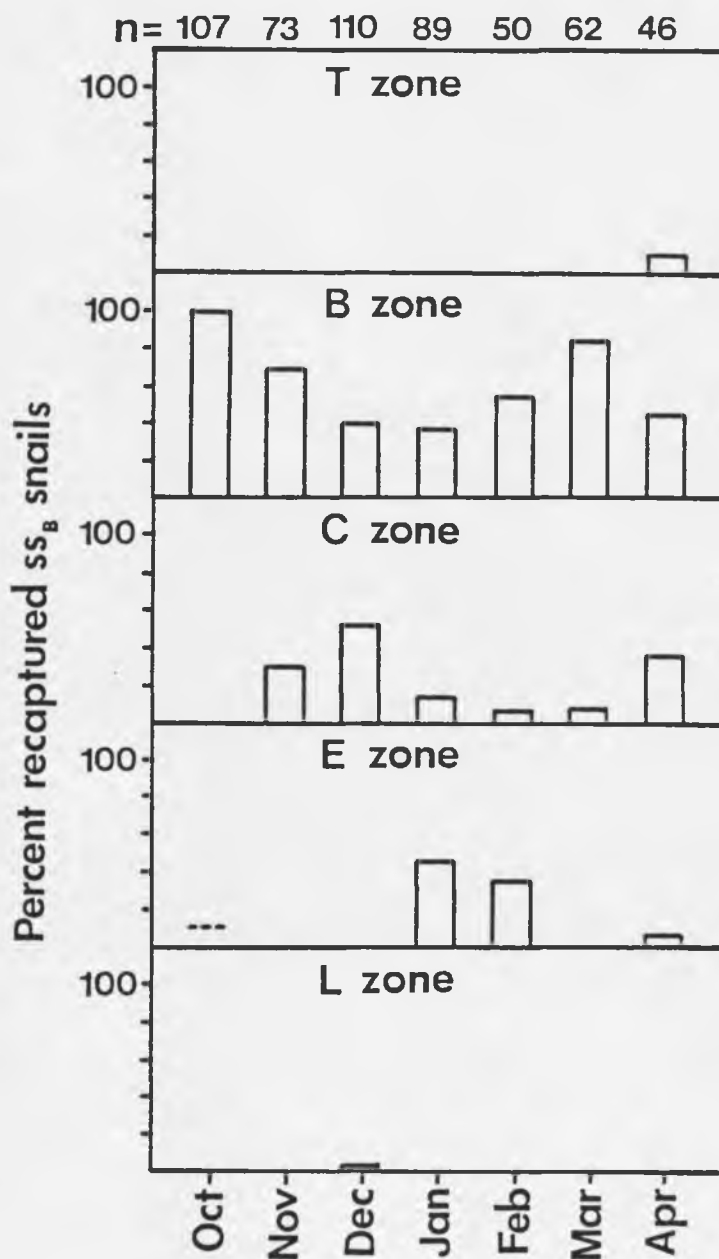 n= 107 73 110 89 50 62 46
T zone
100
B zone
100
C zone
100
E zone
100
L zone
100
Percent recaptured ss_B snails
Oct Nov Dec Jan Feb Mar Apr